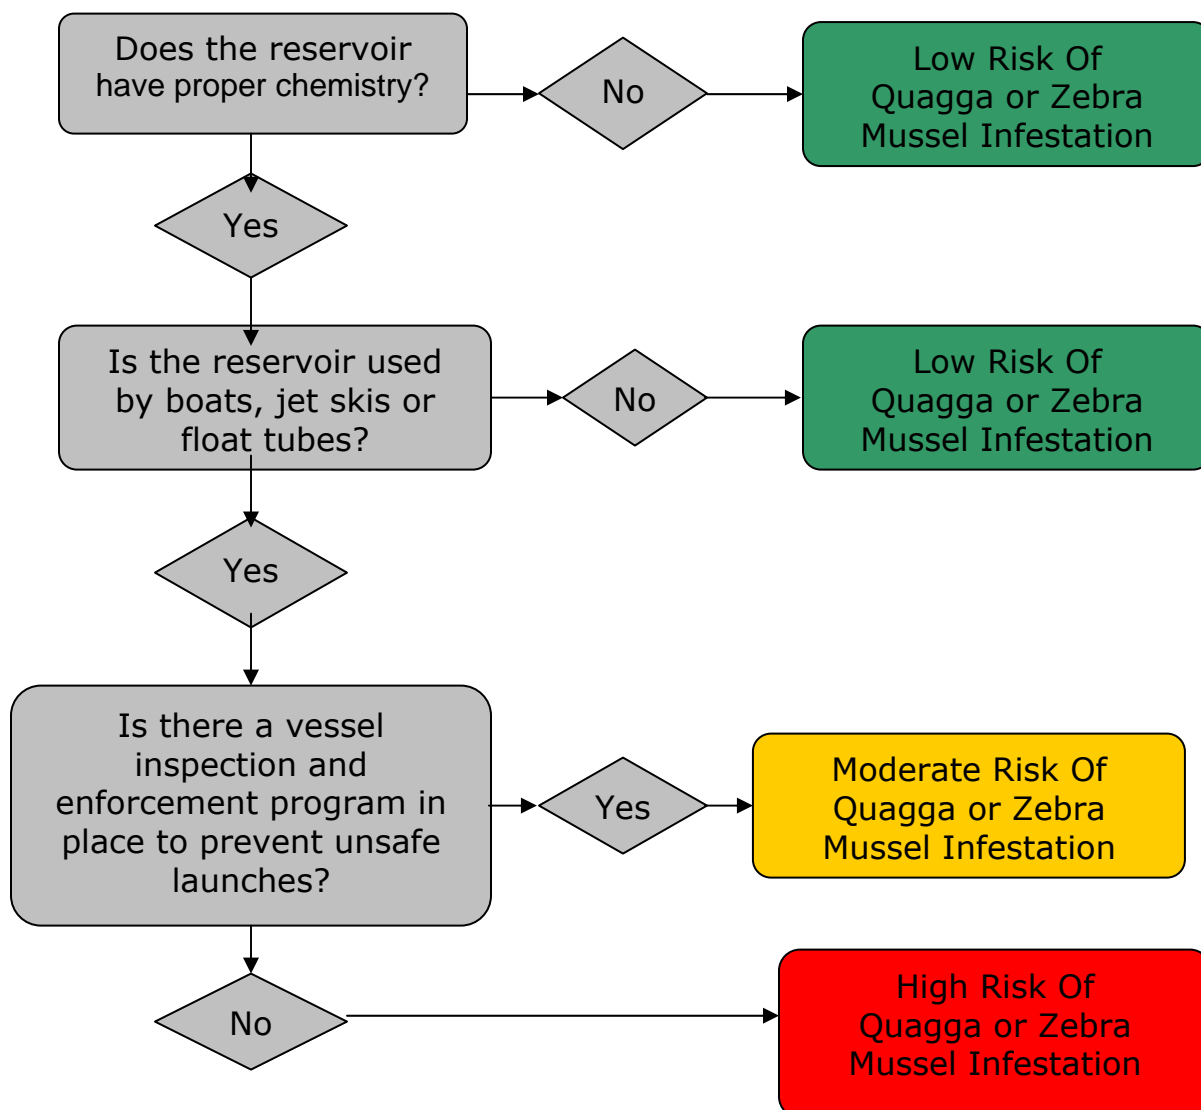 Does the reservoir
have proper chemistry?
No
Low Risk Of
Quagga or Zebra
Mussel Infestation
Yes
Is the reservoir used
by boats, jet skis or
float tubes?
No
Low Risk Of
Quagga or Zebra
Mussel Infestation
Yes
Is there a vessel
inspection and
enforcement program in
place to prevent unsafe
launches?
Yes
Moderate Risk Of
Quagga or Zebra
Mussel Infestation
No
High Risk Of
Quagga or Zebra
Mussel Infestation